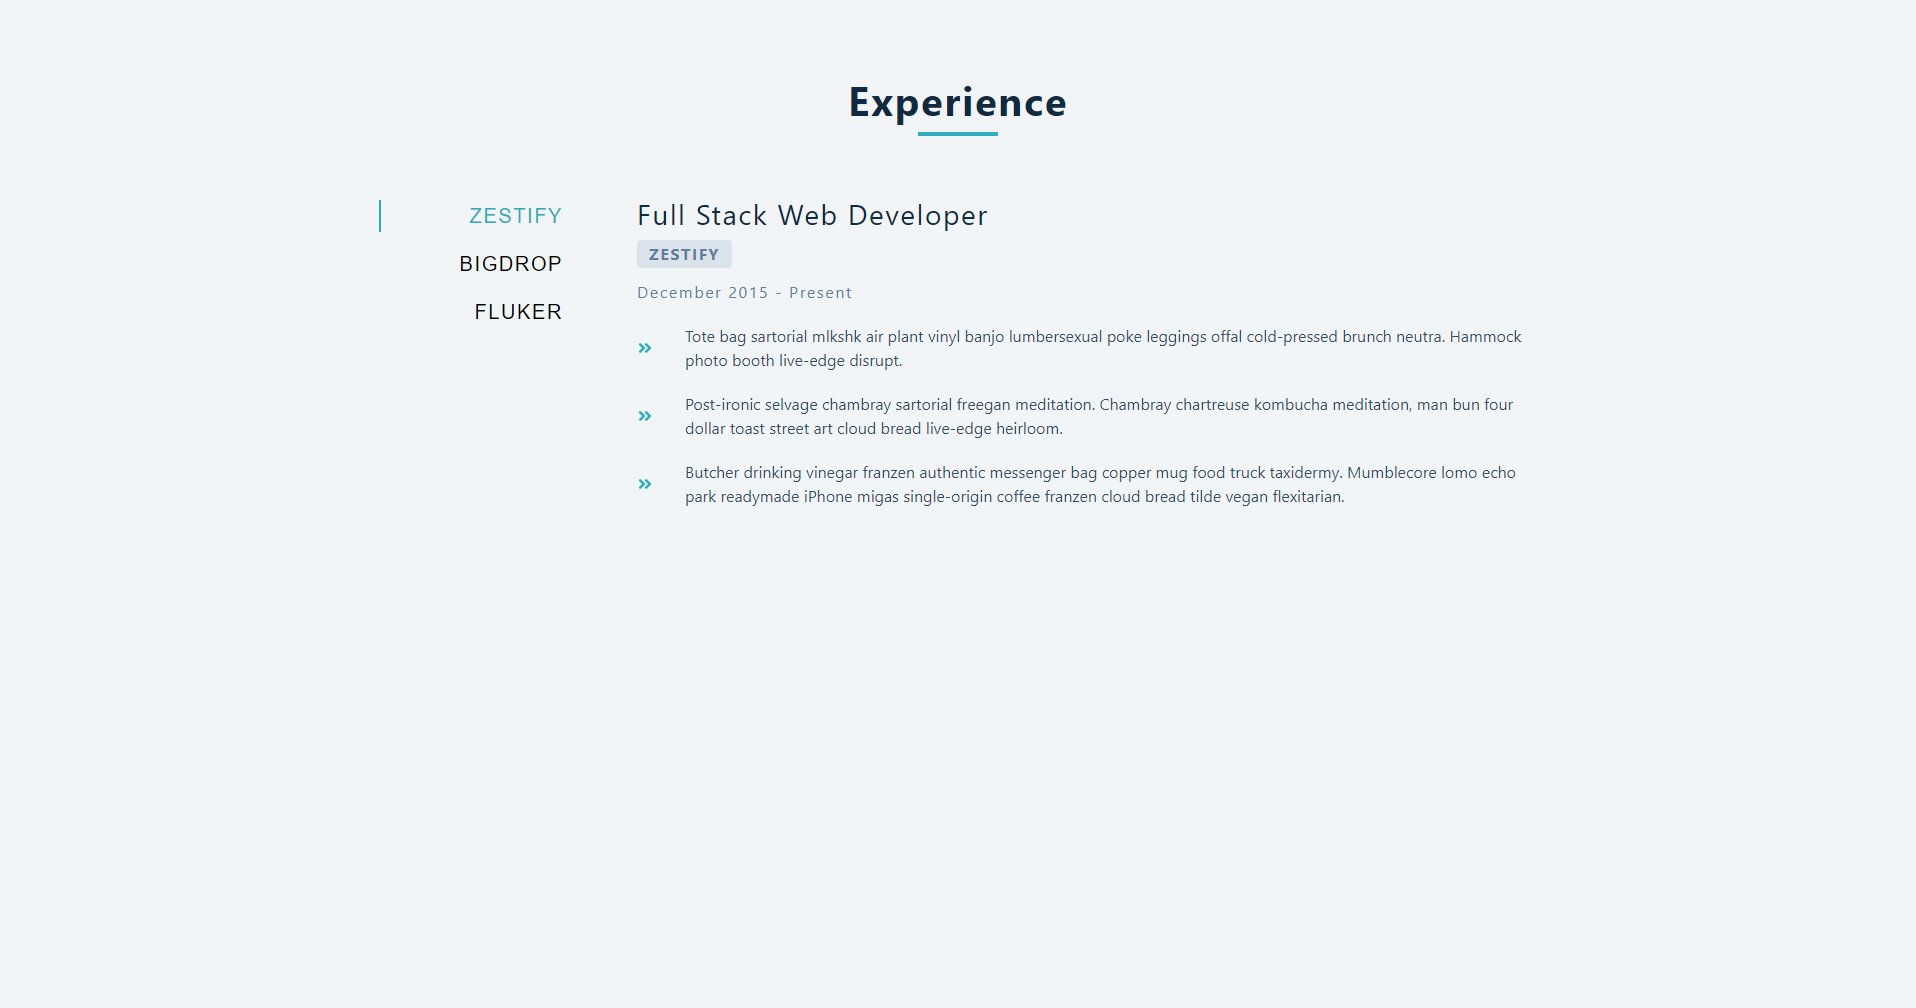 Experience
ZESTIFY
BIGDROP
FLUKER
Full Stack Web Developer
ZESTIFY
December 2015 - Present
Tote bag sartorial mlkshk air plant vinyl banjo lumbersexual poke leggings offal cold-pressed brunch neutra. Hammock
photo booth live-edge disrupt.
Post-ironic selvage chambray sartorial freegan meditation. Chambray chartreuse kombucha meditation, man bun four
dollar toast street art cloud bread live-edge heirloom.
Butcher drinking vinegar franzen authentic messenger bag copper mug food truck taxidermy. Mumblecore lomo echo
park readymade iPhone migas single-origin coffee franzen cloud bread tilde vegan flexitarian.